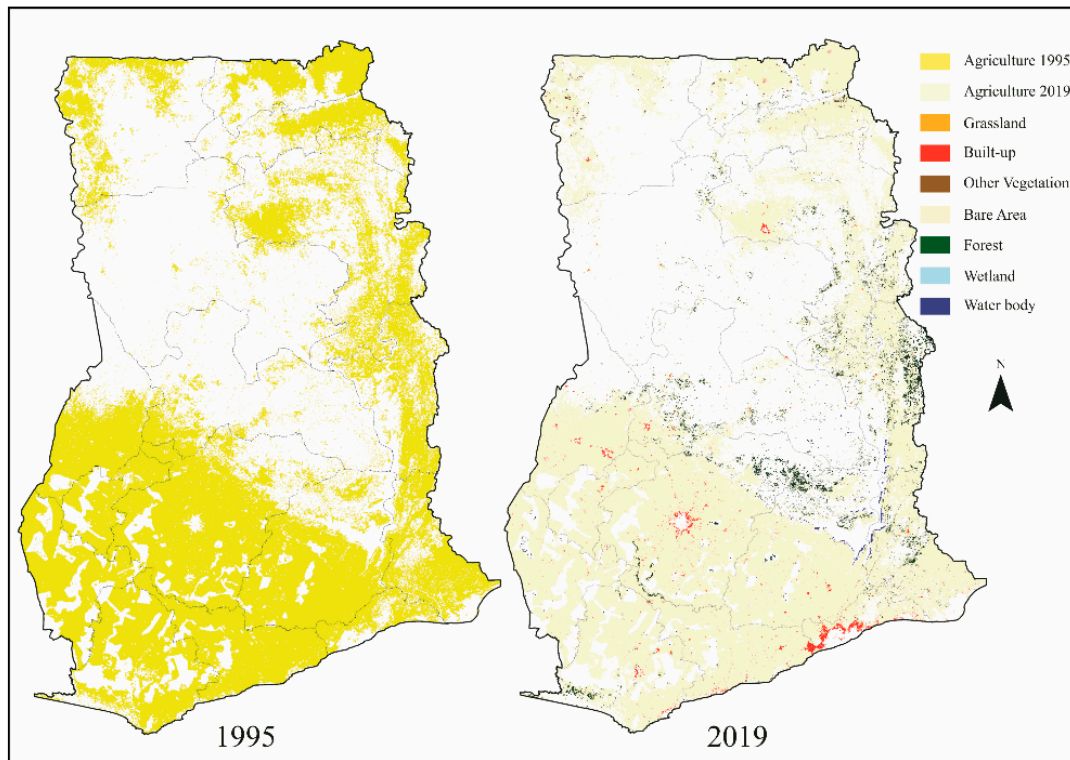 Agriculture 1995
Agriculture 2019
Grassland
Built-up
Other Vegetation
Bare Area
Forest
Wetland
Water body
N
1995
2019